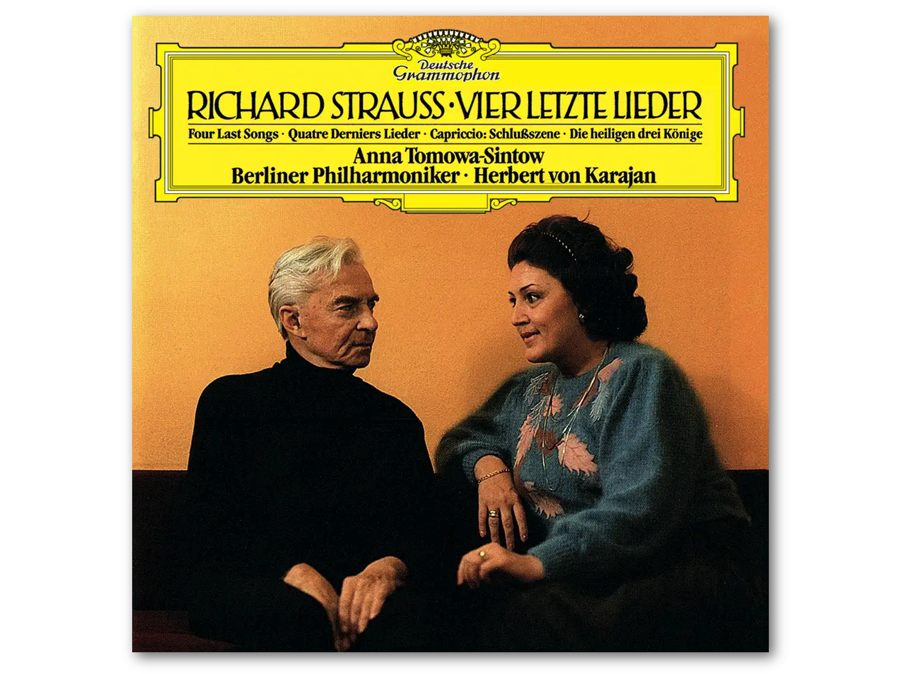 Deutsche
Grammophon
RICHARD STRAUSS·VIER LETZTE LIEDER
Four Last Songs · Quatre Derniers Lieder · Capriccio: Schlußszene · Die heiligen drei Könige
Anna Tomowa-Sintow
Berliner Philharmoniker · Herbert von Karajan